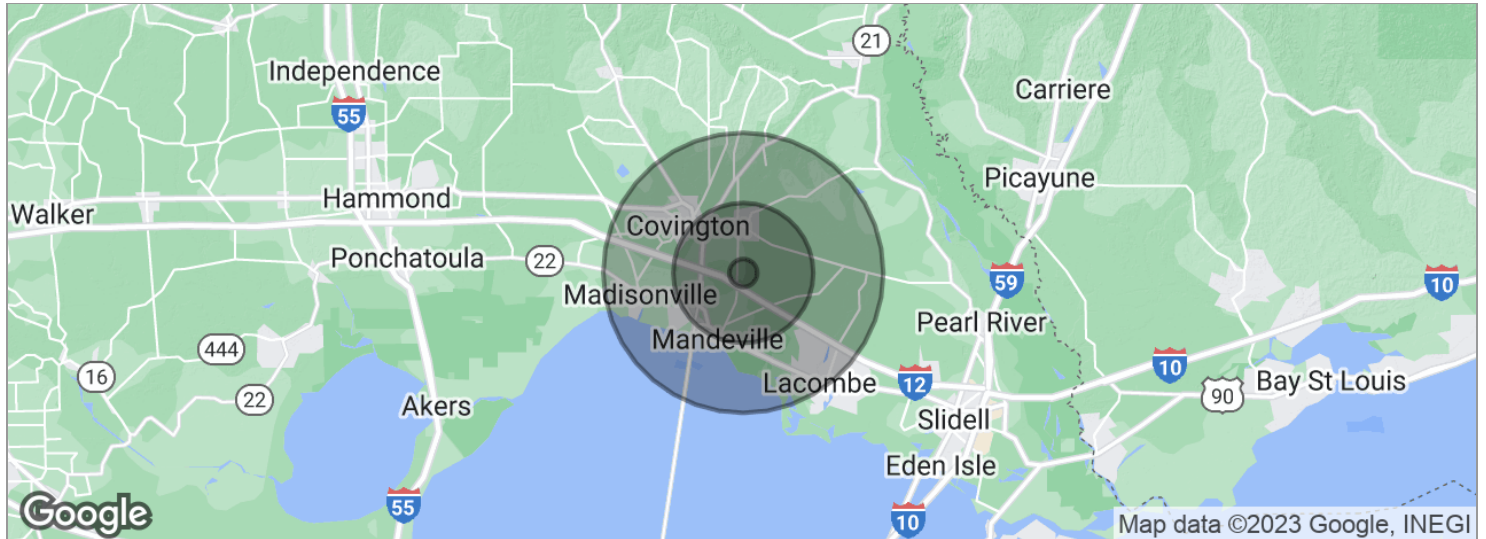 21
Independence
Carriere
55
Picayune
Hammond
Walker
Covington
Ponchatoula
22
59
10
Madisonville
Pearl River
Mandeville
444
10
16
Lacombe
12
Bay St Louis
90
22
Akers
Slidell
Eden Isle
55
10
Google
Map data ©2023 Google, INEGI